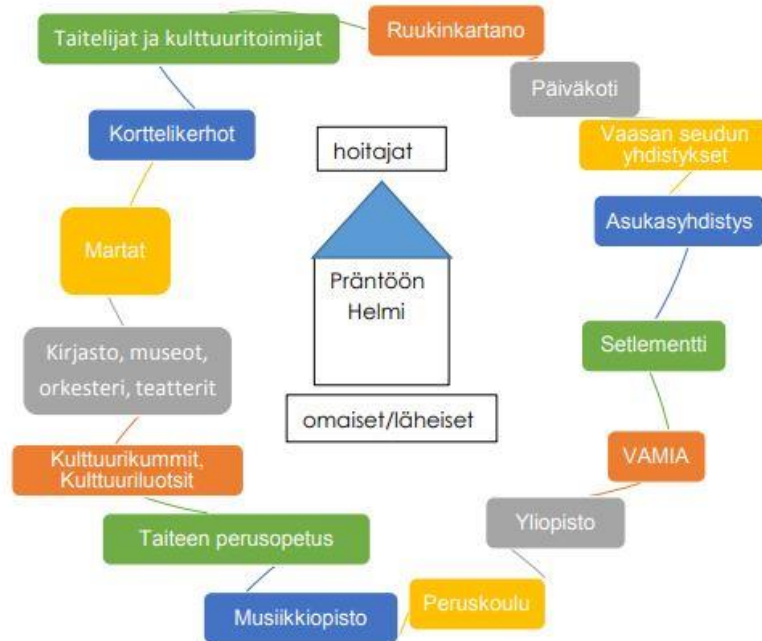 Taitelijat ja kulttuuritoimijat
Ruukinkartano
Päiväkoti
Vaasan seudun
yhdistykset
Asukasyhdistys
Setlementti
VAMIA
Yliopisto
Peruskoulu
Musiikkiopisto
Taiteen perusopetus
Kulttuurikummit,
Kulttuuriluotsit
Kirjasto, museot,
orkesteri, teatterit
Martat
Korttelikerhot
hoitajat
Präntöön
Helmi
omaiset/läheiset